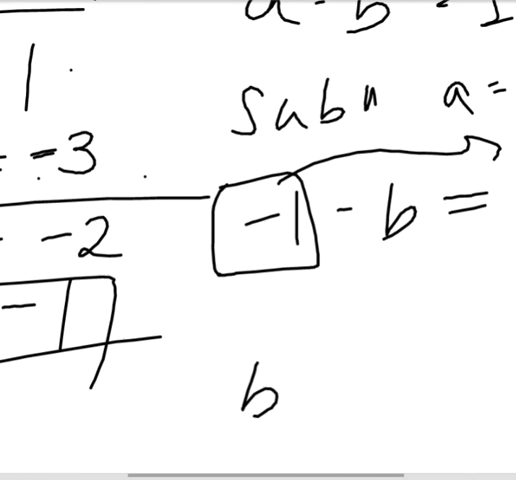 a - b = 1
1
= -3
sub" a =
- -2
-1 - b =
-1
b